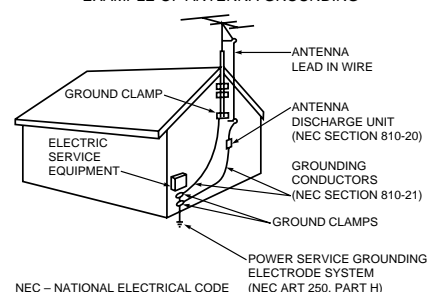 EXAMPLE OF ANTENNA GROUNDING
ANTENNA
LEAD IN WIRE
GROUND CLAMP
ANTENNA
DISCHARGE UNIT
(NEC SECTION 810-20)
ELECTRIC
SERVICE
EQUIPMENT
GROUNDING
CONDUCTORS
(NEC SECTION 810-21)
GROUND CLAMPS
POWER SERVICE GROUNDING
ELECTRODE SYSTEM
(NEC ART 250, PART H)
NEC – NATIONAL ELECTRICAL CODE